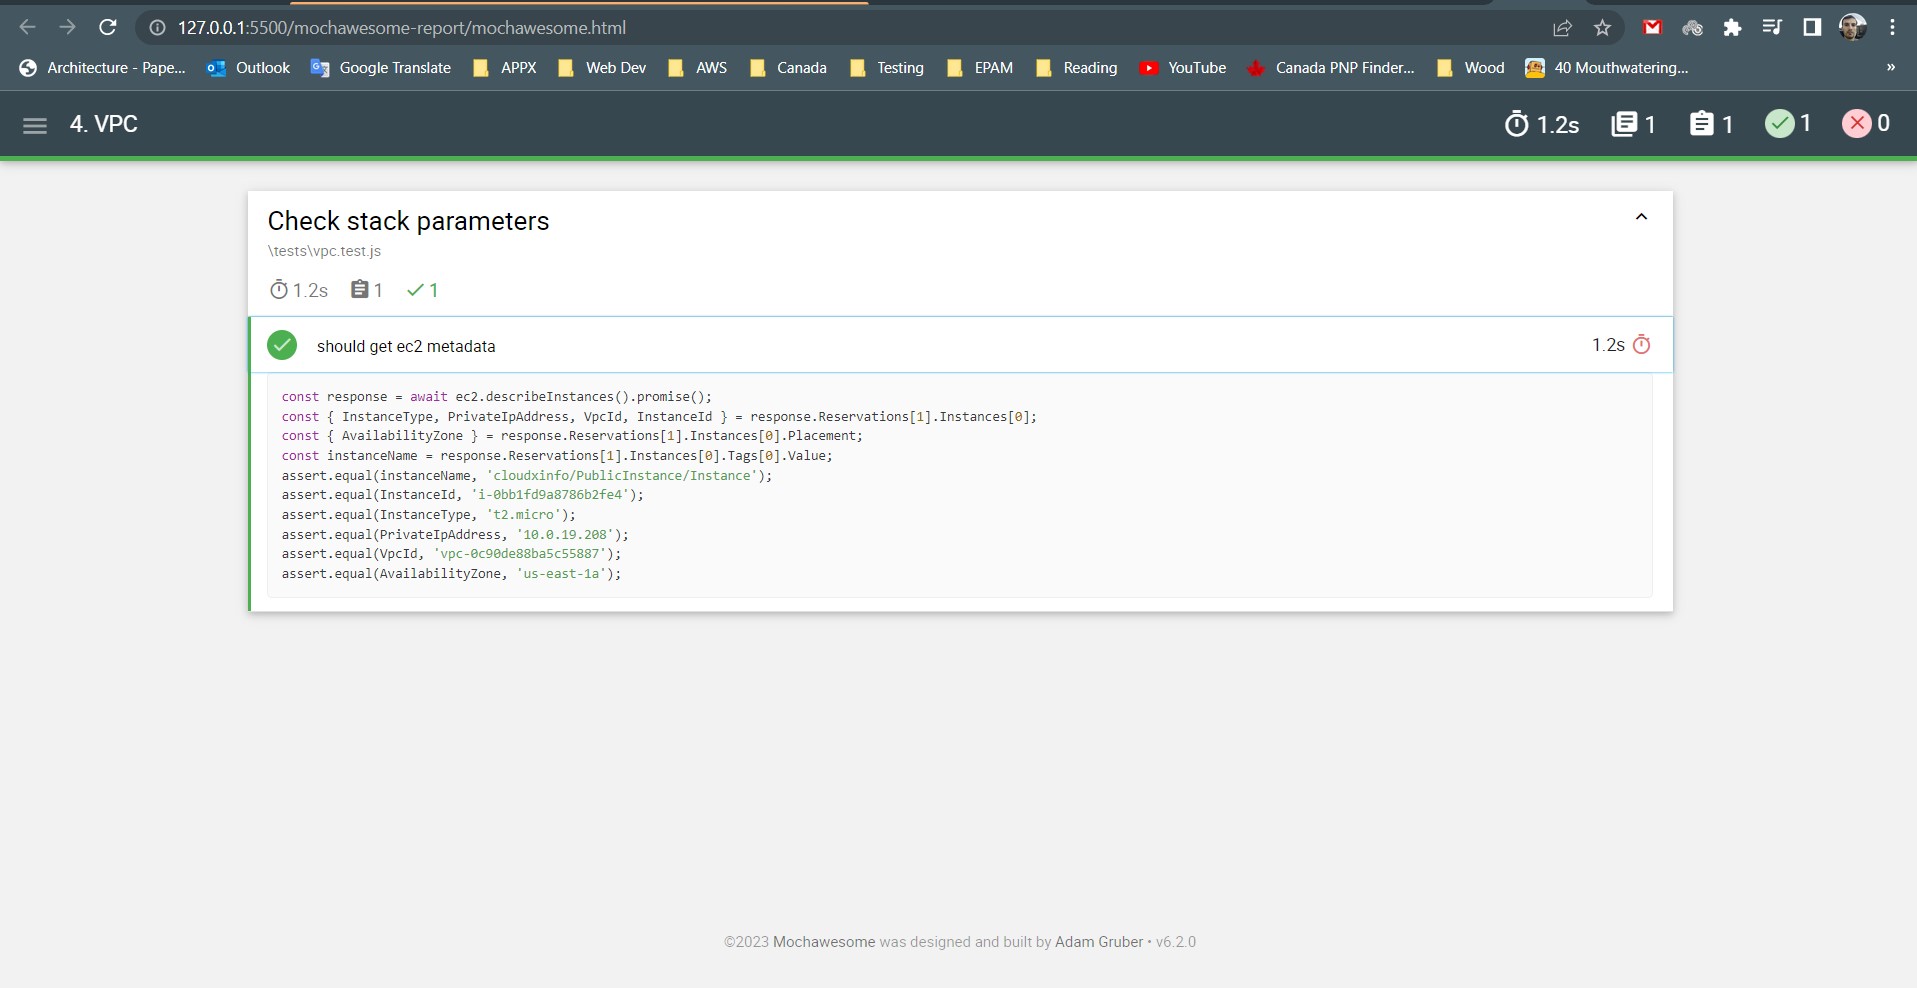 127.0.0.1:5500/mochawesome-report/mochawesome.html
Architecture - Pape... Outlook Google Translate APPX Web Dev AWS Canada Testing EPAM Reading YouTube Canada PNP Finder... Wood 40 Mouthwatering... »
4. VPC 1.2s 1 1 1 0
Check stack parameters
\tests\vpc.test.js
1.2s 1 1
should get ec2 metadata 1.2s
const response = await ec2.describeInstances().promise();
const { InstanceType, PrivateIpAddress, VpcId, InstanceId } = response.Reservations[1].Instances[0];
const { AvailabilityZone } = response.Reservations[1].Instances[0].Placement;
const instanceName = response.Reservations[1].Instances[0].Tags[0].Value;
assert.equal(instanceName, 'cloudxinfo/PublicInstance/Instance');
assert.equal(InstanceId, 'i-0bb1fd9a8786b2fe4');
assert.equal(InstanceType, 't2.micro');
assert.equal(PrivateIpAddress, '10.0.19.208');
assert.equal(VpcId, 'vpc-0c90de88ba5c55887');
assert.equal(AvailabilityZone, 'us-east-1a');
©2023 Mochawesome was designed and built by Adam Gruber • v6.2.0